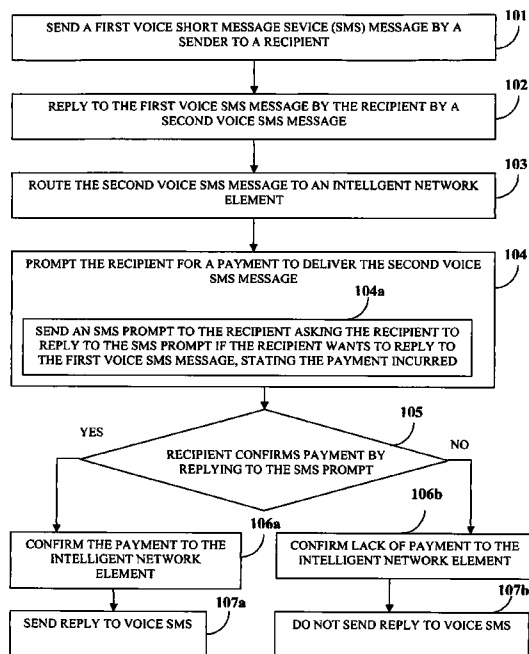 SEND A FIRST VOICE SHORT MESSAGE SEVICE (SMS) MESSAGE BY A
SENDER TO A RECIPIENT
101
REPLY TO THE FIRST VOICE SMS MESSAGE BY THE RECIPIENT BY A
SECOND VOICE SMS MESSAGE
102
ROUTE THE SECOND VOICE SMS MESSAGE TO AN INTELLGENT NETWORK
ELEMENT
103
PROMPT THE RECIPIENT FOR A PAYMENT TO DELIVER THE SECOND VOICE
SMS MESSAGE
104
104a
SEND AN SMS PROMPT TO THE RECIPIENT ASKING THE RECIPIENT TO
REPLY TO THE SMS PROMPT IF THE RECIPIENT WANTS TO REPLY TO
THE FIRST VOICE SMS MESSAGE, STATING THE PAYMENT INCURRED
105
YES
RECIPIENT CONFIRMS PAYMENT BY
REPLYING TO THE SMS PROMPT
NO
106a
CONFIRM THE PAYMENT TO THE
INTELLIGENT NETWORK
ELEMENT
106b
CONFIRM LACK OF PAYMENT TO THE
INTELLIGENT NETWORK ELEMENT
107a
SEND REPLY TO VOICE SMS
107b
DO NOT SEND REPLY TO VOICE SMS